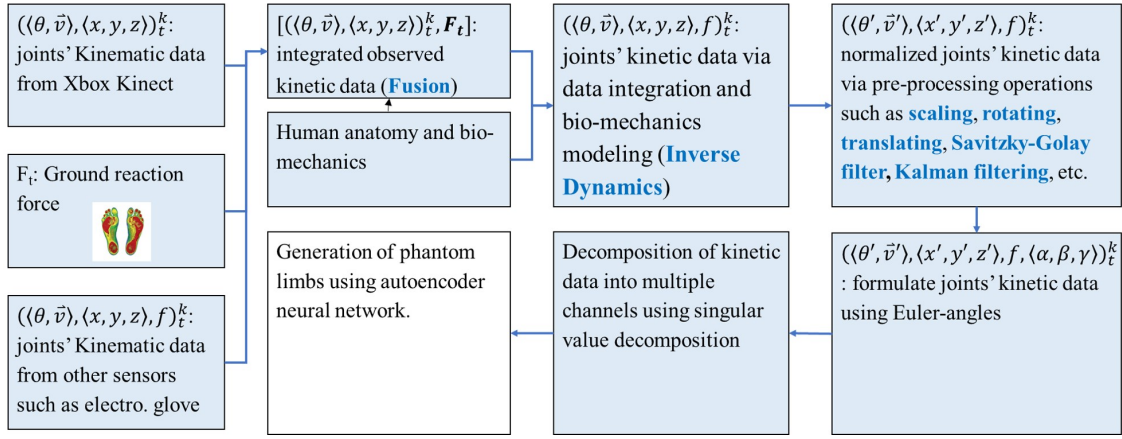 ((⟨θ, v⃗⟩, ⟨x, y, z⟩)ₜᵏ:
joints' Kinematic data
from Xbox Kinect
Fₜ: Ground reaction
force
((⟨θ, v⃗⟩, ⟨x, y, z⟩, f)ₜᵏ:
joints' Kinematic data
from other sensors
such as electro. glove
[(⟨θ, v⃗⟩, ⟨x, y, z⟩)ₜᵏ, Fₜ]:
integrated observed
kinetic data (Fusion)
Human anatomy and bio-
mechanics
((⟨θ, v⃗⟩, ⟨x, y, z⟩, f)ₜᵏ:
joints' kinetic data via
data integration and
bio-mechanics
modeling (Inverse
Dynamics)
((⟨θ′, v⃗′⟩, ⟨x′, y′, z′⟩, f)ₜᵏ:
normalized joints' kinetic data
via pre-processing operations
such as scaling, rotating,
translating, Savitzky-Golay
filter, Kalman filtering, etc.
((⟨θ′, v⃗′⟩, ⟨x′, y′, z′⟩, f, ⟨α, β, γ⟩)ₜᵏ
: formulate joints' kinetic data
using Euler-angles
Decomposition of kinetic
data into multiple
channels using singular
value decomposition
Generation of phantom
limbs using autoencoder
neural network.